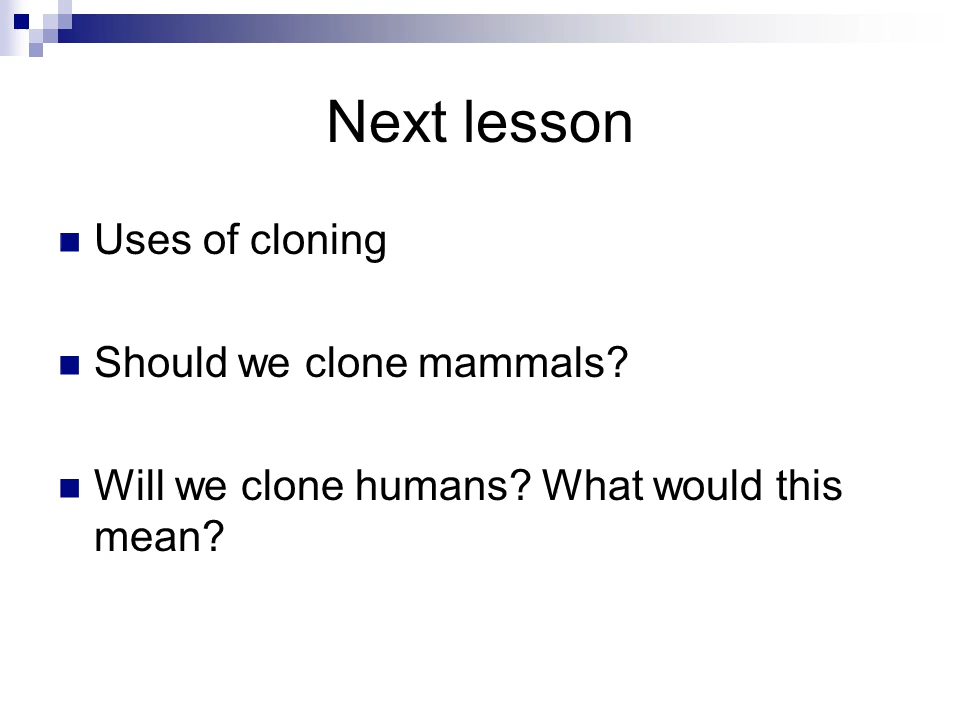 Next lesson
Uses of cloning
Should we clone mammals?
Will we clone humans? What would this
mean?